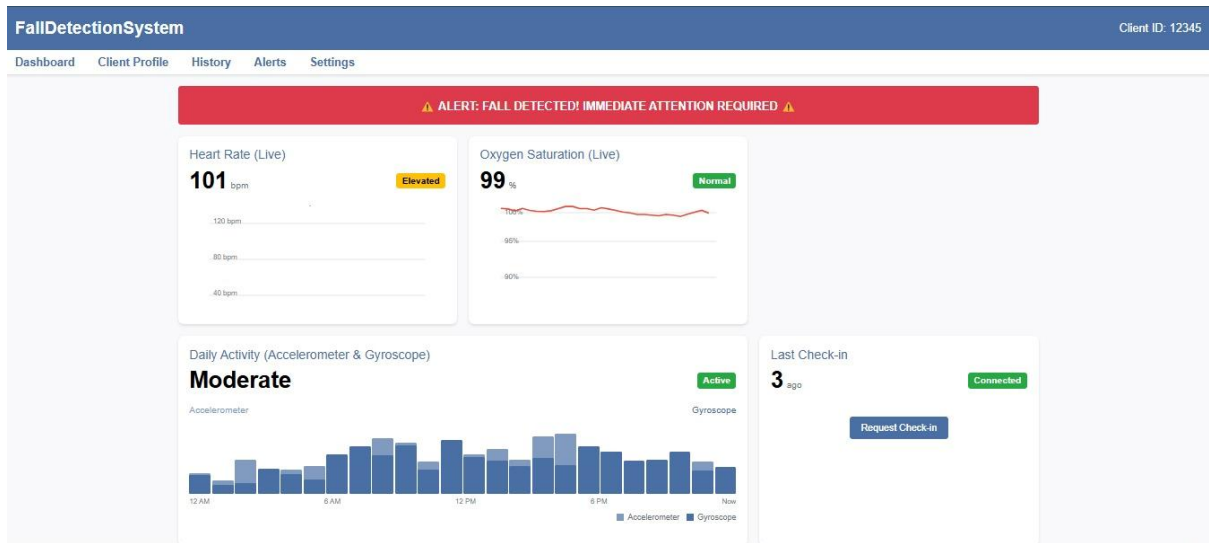 FallDetectionSystem
Client ID: 12345
Dashboard Client Profile History Alerts Settings
⚠ ALERT: FALL DETECTED! IMMEDIATE ATTENTION REQUIRED ⚠
Heart Rate (Live)
101 bpm
Elevated
120 bpm
80 bpm
40 bpm
Oxygen Saturation (Live)
99 %
Normal
100%
95%
90%
Daily Activity (Accelerometer & Gyroscope)
Moderate
Active
Accelerometer
Gyroscope
12 AM 6 AM 12 PM 6 PM Now
Accelerometer Gyroscope
Last Check-in
3 ago
Connected
Request Check-in